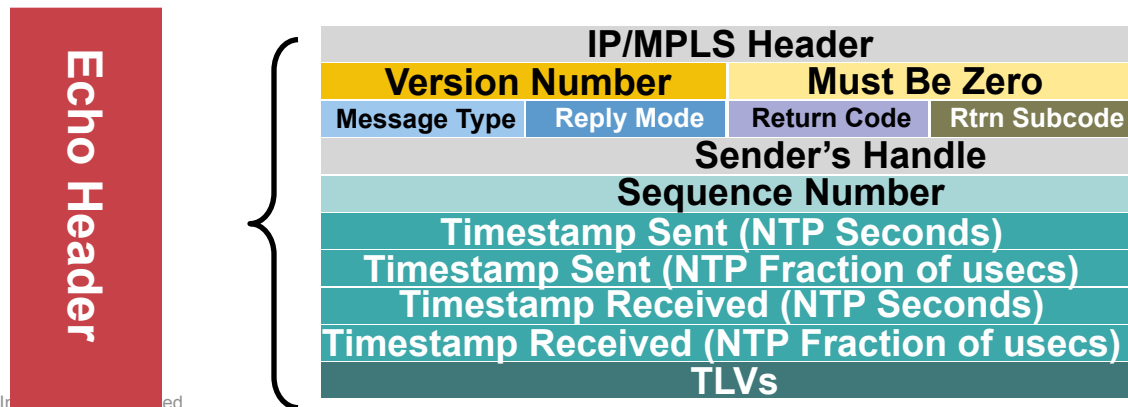 Echo Header
IP/MPLS Header
Version Number Must Be Zero
Message Type Reply Mode Return Code Rtrn Subcode
Sender’s Handle
Sequence Number
Timestamp Sent (NTP Seconds)
Timestamp Sent (NTP Fraction of usecs)
Timestamp Received (NTP Seconds)
Timestamp Received (NTP Fraction of usecs)
TLVs